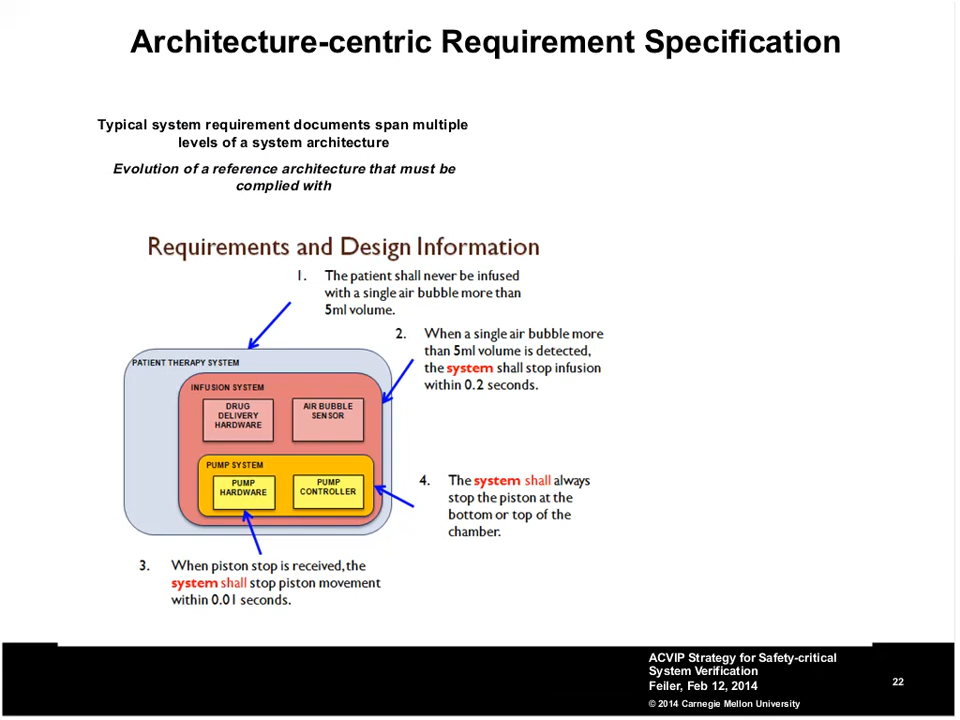 Architecture-centric Requirement Specification
Typical system requirement documents span multiple
levels of a system architecture
Evolution of a reference architecture that must be
complied with
Requirements and Design Information
1. The patient shall never be infused
with a single air bubble more than
5ml volume.
2. When a single air bubble more
than 5ml volume is detected,
the system shall stop infusion
within 0.2 seconds.
PATIENT THERAPY SYSTEM
INFUSION SYSTEM
DRUG
DELIVERY
HARDWARE
AIR BUBBLE
SENSOR
PUMP SYSTEM
PUMP
HARDWARE
PUMP
CONTROLLER
4. The system shall always
stop the piston at the
bottom or top of the
chamber.
3. When piston stop is received, the
system shall stop piston movement
within 0.01 seconds.
ACVIP Strategy for Safety-critical
System Verification
Feiler, Feb 12, 2014
© 2014 Carnegie Mellon University
22